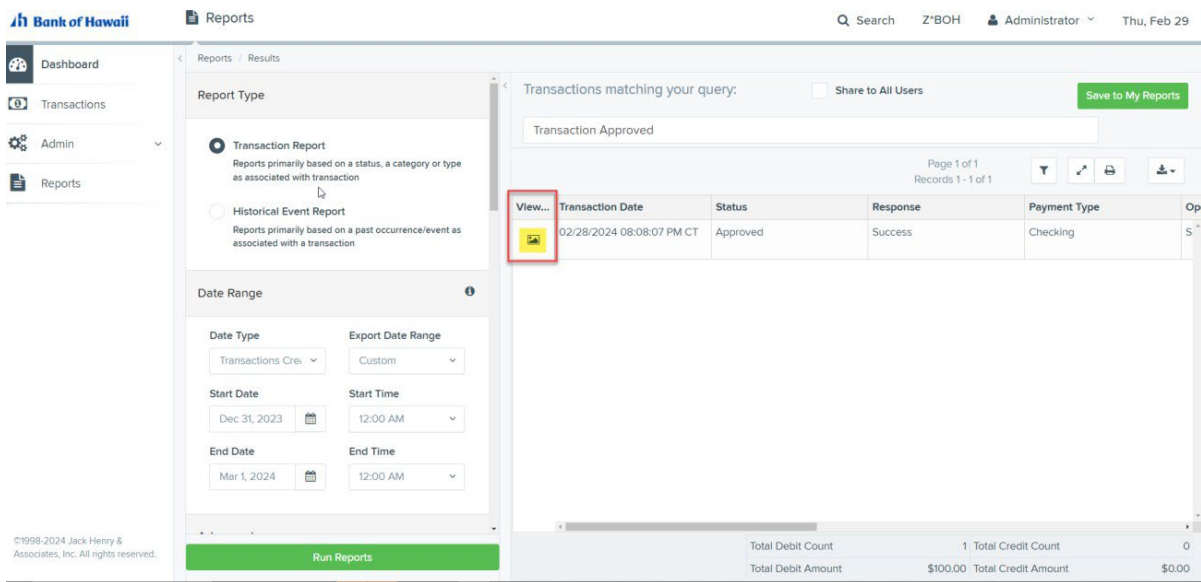 Bank of Hawaii
Reports
Search
Z*BOH
Administrator
Thu, Feb 29
Dashboard
Transactions
Admin
Reports
©1998-2024 Jack Henry &
Associates, Inc. All rights reserved.
Reports / Results
Report Type
Transaction Report
Reports primarily based on a status, a category or type
as associated with transaction
Historical Event Report
Reports primarily based on a past occurrence/event as
associated with a transaction
Date Range
Date Type
Export Date Range
Transactions Cre
Custom
Start Date
Start Time
Dec 31, 2023
12:00 AM
End Date
End Time
Mar 1, 2024
12:00 AM
Run Reports
Transactions matching your query:
Share to All Users
Save to My Reports
Transaction Approved
Page 1 of 1
Records 1 - 1 of 1
View... Transaction Date Status Response Payment Type Op
02/28/2024 08:08:07 PM CT Approved Success Checking S
Total Debit Count 1 Total Credit Count 0
Total Debit Amount $100.00 Total Credit Amount $0.00